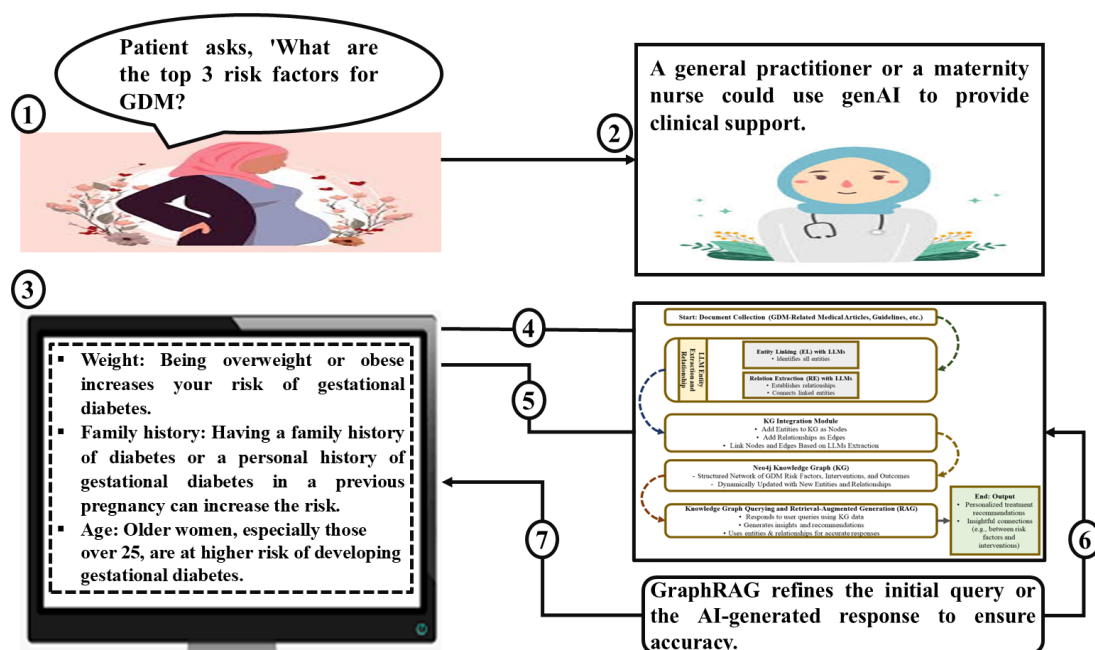 Patient asks, 'What are
the top 3 risk factors for
GDM?
1
2
A general practitioner or a maternity
nurse could use genAI to provide
clinical support.
3
▪ Weight: Being overweight or obese
increases your risk of gestational
diabetes.
▪ Family history: Having a family history
of diabetes or a personal history of
gestational diabetes in a previous
pregnancy can increase the risk.
▪ Age: Older women, especially those
over 25, are at higher risk of developing
gestational diabetes.
4
5
Start: Document Collection (GDM-Related Medical Articles, Guidelines, etc.)
LLM Entity
Extraction and
Relationship
Entity Linking (EL) with LLMs
• Identifies all entities
Relation Extraction (RE) with LLMs
• Establishes relationships
• Connects linked entities
KG Integration Module
• Add Entities to KG as Nodes
• Add Relationships as Edges
• Link Nodes and Edges Based on LLMs Extraction
Neo4j Knowledge Graph (KG)
- Structured Network of GDM Risk Factors, Interventions, and Outcomes
- Dynamically Updated with New Entities and Relationships
Knowledge Graph Querying and Retrieval-Augmented Generation (RAG)
• Responds to user queries using KG data
• Generates insights and recommendations
• Uses entities & relationships for accurate responses
End: Output
• Personalized treatment
recommendations
• Insightful connections
(e.g., between risk
factors and
interventions)
6
7
GraphRAG refines the initial query or
the AI-generated response to ensure
accuracy.